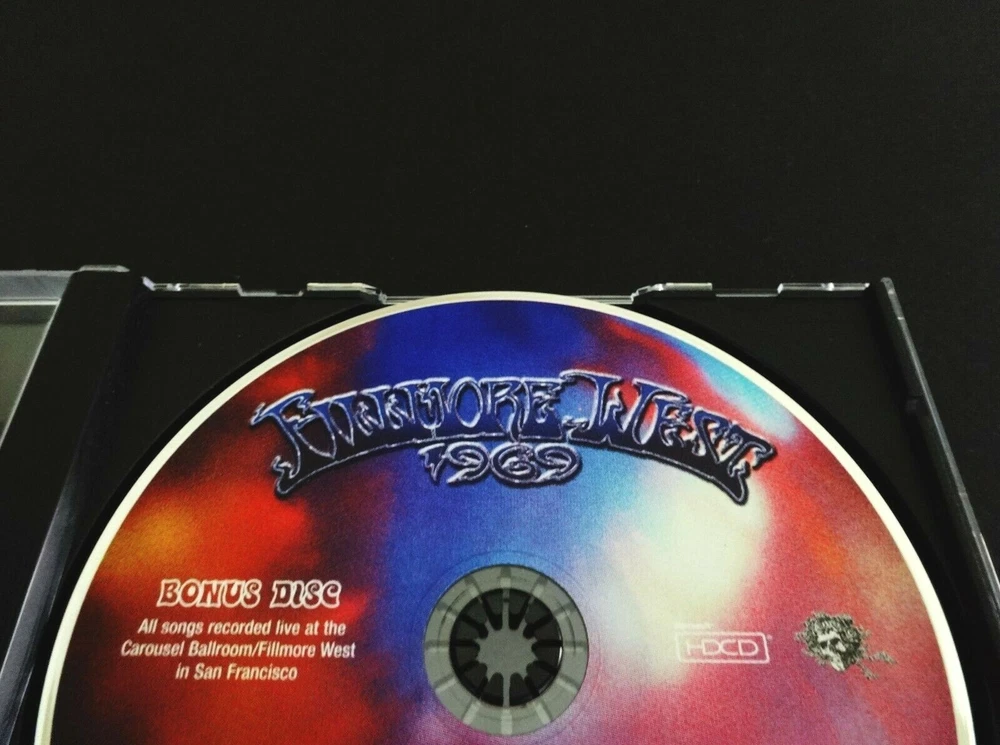 FILLMORE WEST
1969
BONUS DISC
All songs recorded live at the
Carousel Ballroom/Fillmore West
in San Francisco
HDCD